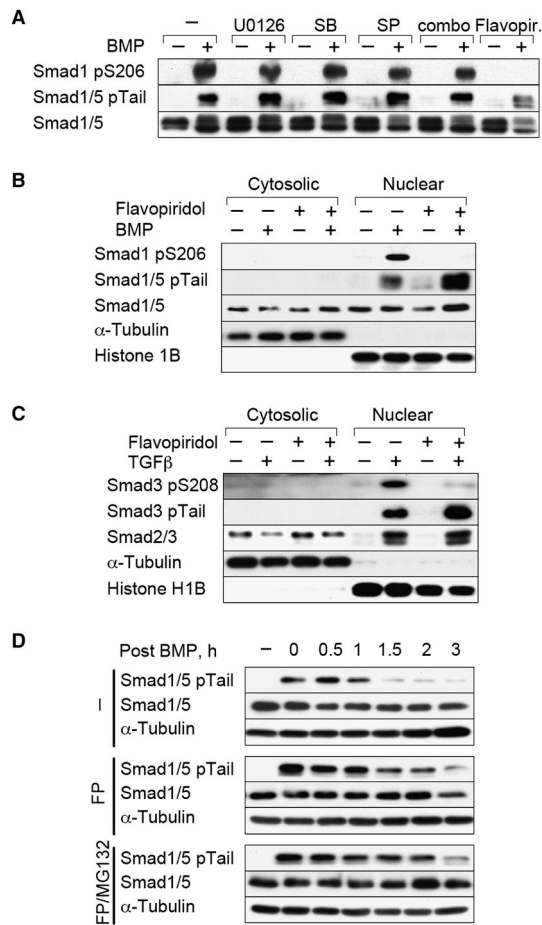 A
− U0126 SB SP combo Flavopir.
BMP − + − + − + − + − + − +
Smad1 pS206
Smad1/5 pTail
Smad1/5
B
Cytosolic Nuclear
Flavopiridol − − + + − − + +
BMP − + − + − + − +
Smad1 pS206
Smad1/5 pTail
Smad1/5
α-Tubulin
Histone 1B
C
Cytosolic Nuclear
Flavopiridol − − + + − − + +
TGFβ − + − + − + − +
Smad3 pS208
Smad3 pTail
Smad2/3
α-Tubulin
Histone H1B
D
Post BMP, h − 0 0.5 1 1.5 2 3
−
Smad1/5 pTail
Smad1/5
α-Tubulin
FP
Smad1/5 pTail
Smad1/5
α-Tubulin
FP/MG132
Smad1/5 pTail
Smad1/5
α-Tubulin